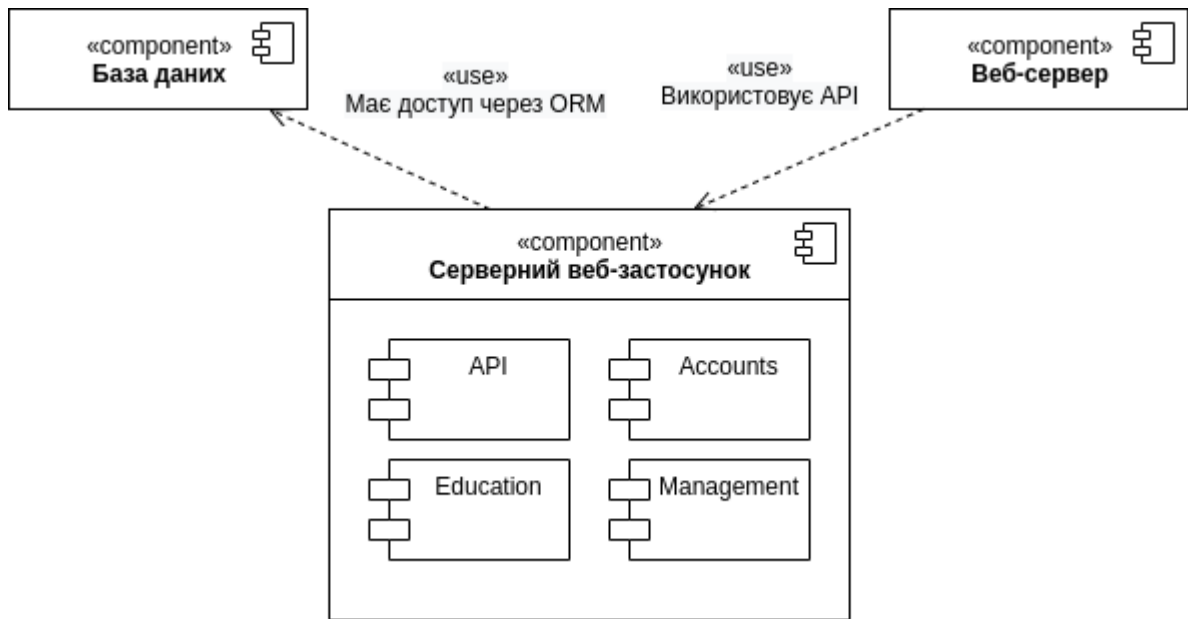 «component»
База даних
«use»
Має доступ через ORM
«use»
Використовує API
«component»
Веб-сервер
«component»
Серверний веб-застосунок
API
Accounts
Education
Management